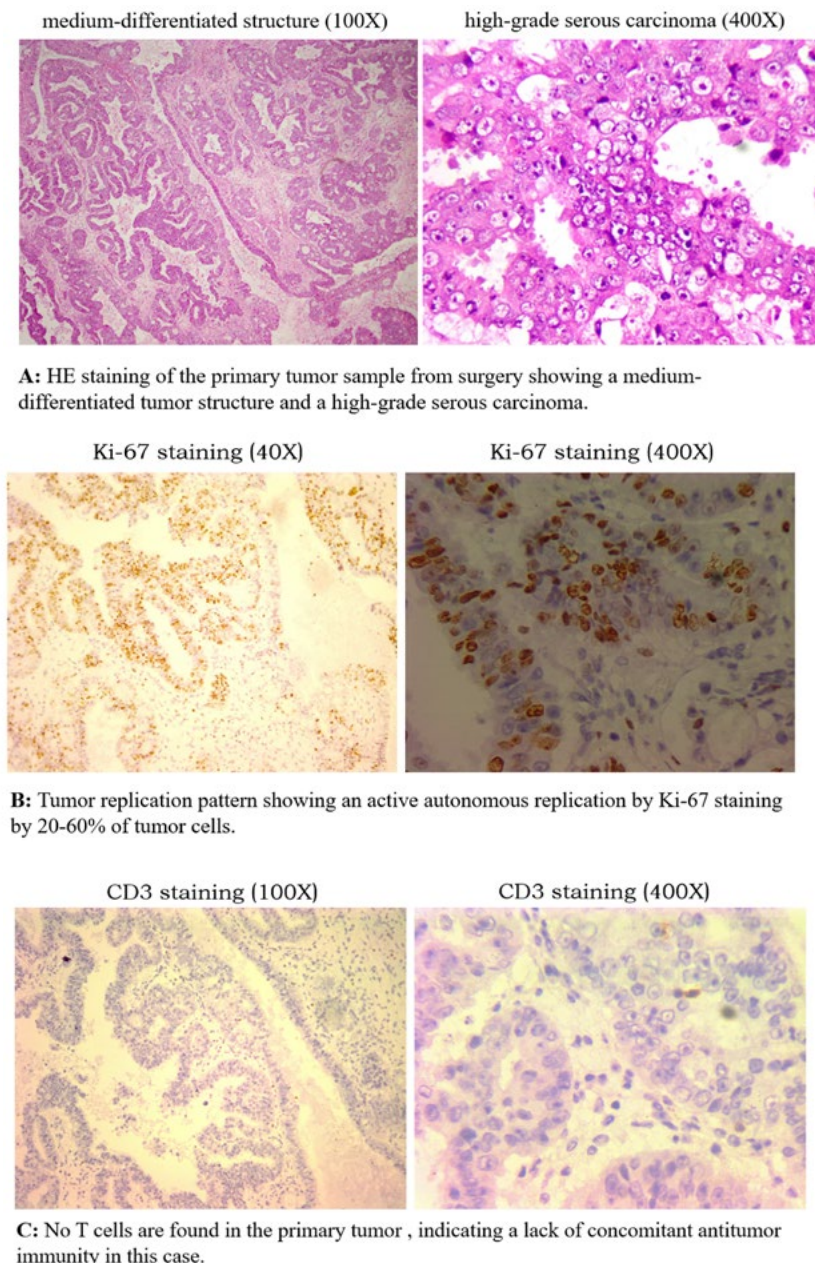 medium-differentiated structure (100X)
high-grade serous carcinoma (400X)
A: HE staining of the primary tumor sample from surgery showing a medium-
differentiated tumor structure and a high-grade serous carcinoma.
Ki-67 staining (40X)
Ki-67 staining (400X)
B: Tumor replication pattern showing an active autonomous replication by Ki-67 staining
by 20-60% of tumor cells.
CD3 staining (100X)
CD3 staining (400X)
C: No T cells are found in the primary tumor , indicating a lack of concomitant antitumor
immunity in this case.